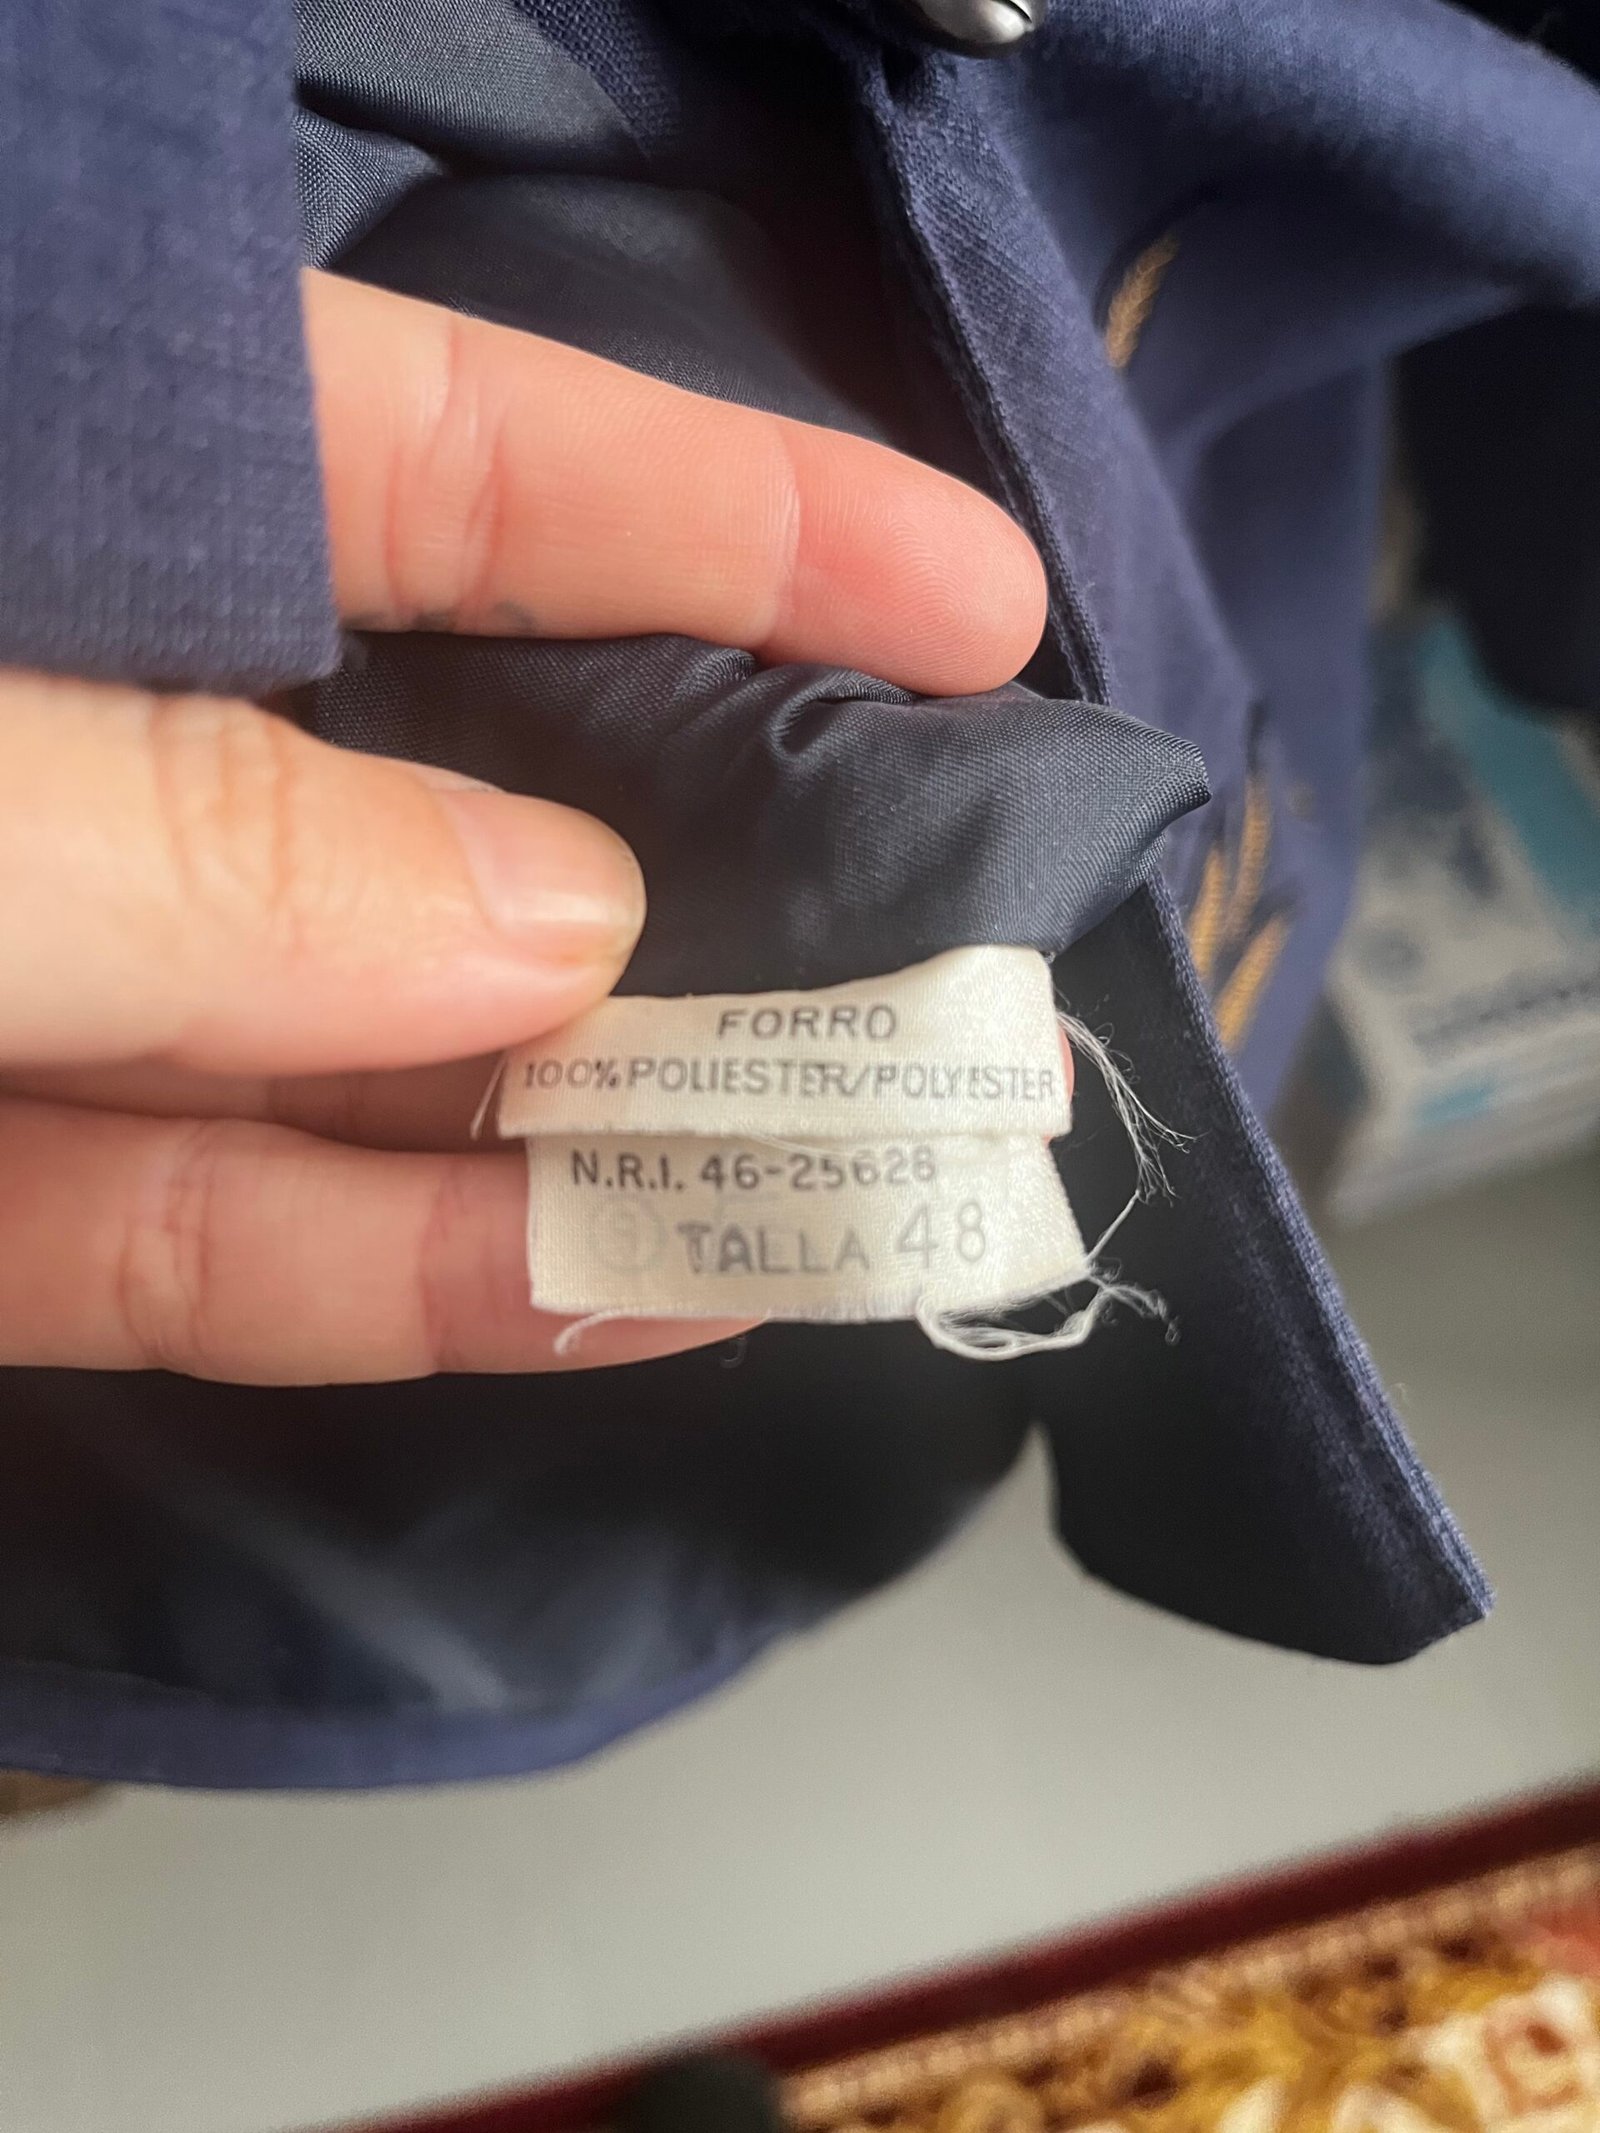 FORRO
100% POLIESTER/POLYESTER
N.R.I. 46-25628
TALLA 48